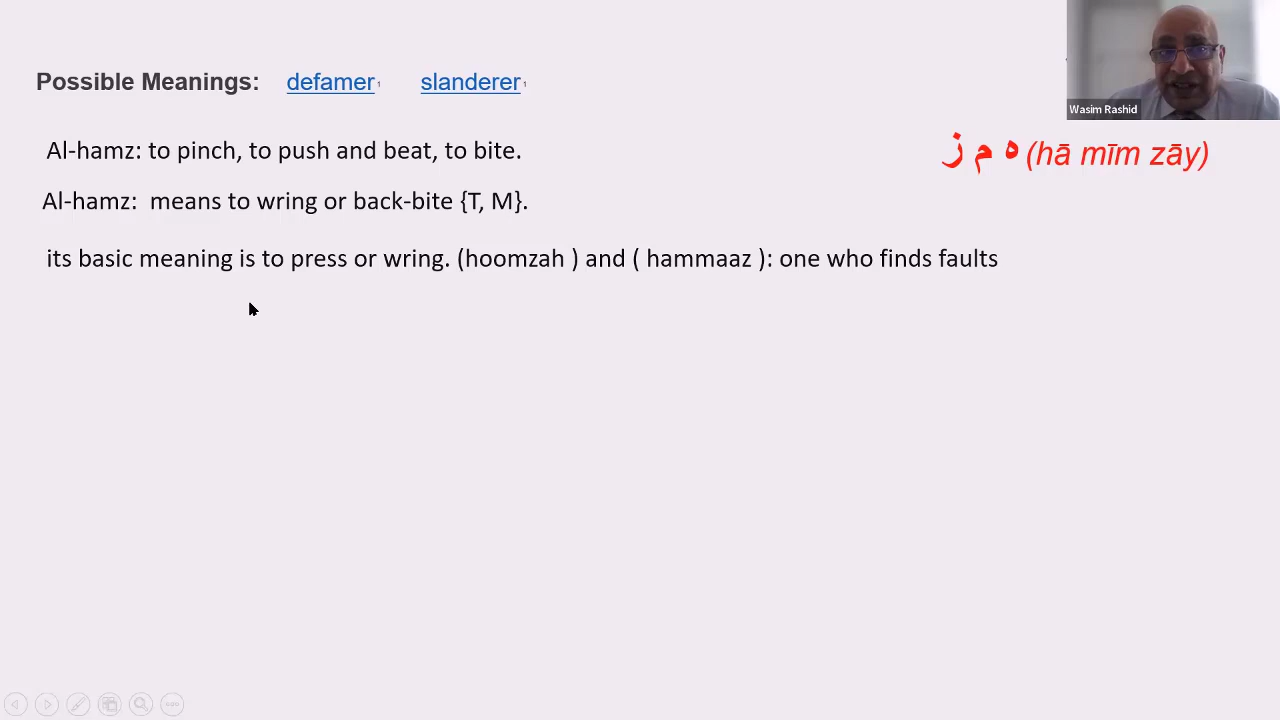 Possible Meanings: defamer1 slanderer1
Wasim Rashid
Al-hamz: to pinch, to push and beat, to bite.
ه م ز (hā mīm zāy)
Al-hamz:  means to wring or back-bite {T, M}.
its basic meaning is to press or wring. (hoomzah ) and ( hammaaz ): one who finds faults